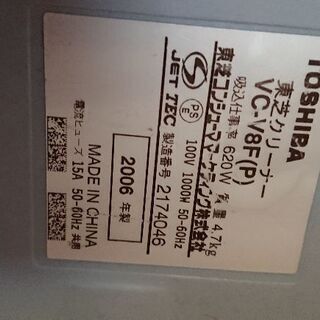 TOSHIBA
東芝クリーナー
VC-V8F(P)
吸込仕事率 620W 質量 4.7kg
100V 1000W 50-60Hz
東芝コンシューママーケティング株式会社
PS
E
JET TEC 製造番号 2174046
2006 年製
MADE IN CHINA
電流ヒューズ 15A 50-60Hz 共用